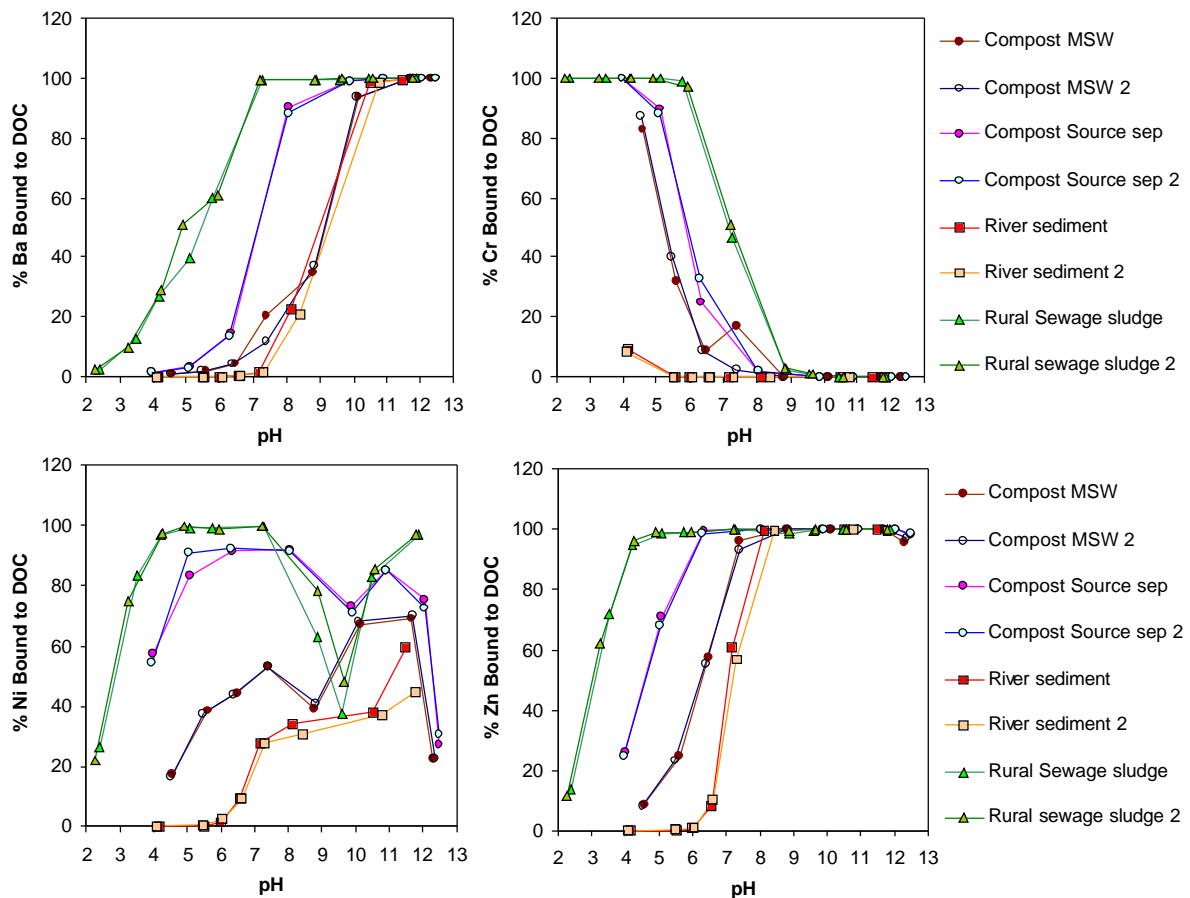 120
100
80
60
40
20
0
% Ba Bound to DOC
2 3 4 5 6 7 8 9 10 11 12 13
pH
120
100
80
60
40
20
0
% Cr Bound to DOC
2 3 4 5 6 7 8 9 10 11 12 13
pH
Compost MSW
Compost MSW 2
Compost Source sep
Compost Source sep 2
River sediment
River sediment 2
Rural Sewage sludge
Rural sewage sludge 2
120
100
80
60
40
20
0
% Ni Bound to DOC
2 3 4 5 6 7 8 9 10 11 12 13
pH
120
100
80
60
40
20
0
% Zn Bound to DOC
2 3 4 5 6 7 8 9 10 11 12 13
pH
Compost MSW
Compost MSW 2
Compost Source sep
Compost Source sep 2
River sediment
River sediment 2
Rural Sewage sludge
Rural sewage sludge 2